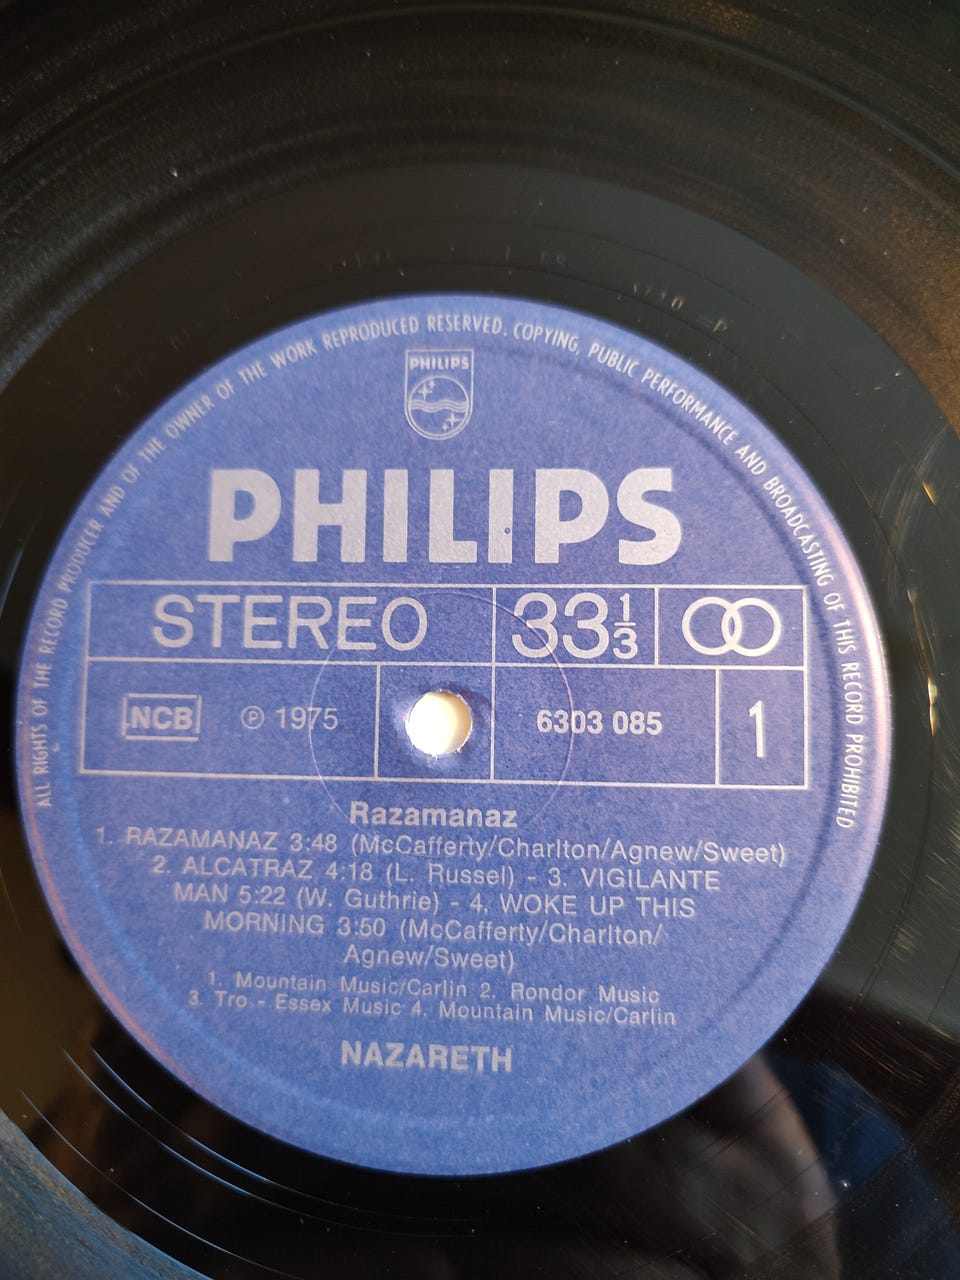 ALL RIGHTS OF THE RECORD PRODUCER AND OF THE OWNER OF THE WORK REPRODUCED RESERVED. COPYING, PUBLIC PERFORMANCE AND BROADCASTING OF THIS RECORD PROHIBITED
PHILIPS
PHILIPS
STEREO 33 1/3
NCB ℗ 1975 6303 085 1
Razamanaz
1. RAZAMANAZ 3:48 (McCafferty/Charlton/Agnew/Sweet)
2. ALCATRAZ 4:18 (L. Russel) - 3. VIGILANTE
MAN 5:22 (W. Guthrie) - 4, WOKE UP THIS
MORNING 3:50 (McCafferty/Charlton/
Agnew/Sweet)
1. Mountain Music/Carlin 2. Rondor Music
3. Tro - Essex Music 4. Mountain Music/Carlin
NAZARETH